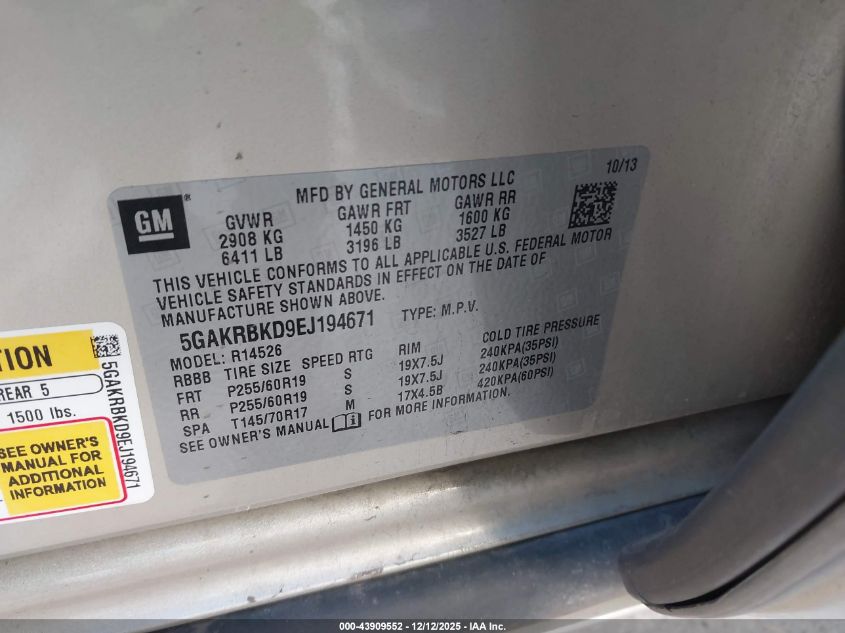 10/13
MFD BY GENERAL MOTORS LLC
GM ®
GVWR GAWR FRT GAWR RR
2908 KG 1450 KG 1600 KG
6411 LB 3196 LB 3527 LB
THIS VEHICLE CONFORMS TO ALL APPLICABLE U.S. FEDERAL MOTOR
VEHICLE SAFETY STANDARDS IN EFFECT ON THE DATE OF
MANUFACTURE SHOWN ABOVE.
5GAKRBKD9EJ194671 TYPE: M.P.V.
MODEL: R14526
RBBB TIRE SIZE SPEED RTG RIM COLD TIRE PRESSURE
FRT P255/60R19 S 19X7.5J 240KPA(35PSI)
RR P255/60R19 S 19X7.5J 240KPA(35PSI)
SPA T145/70R17 M 17X4.5B 420KPA(60PSI)
SEE OWNER'S MANUAL FOR MORE INFORMATION.
TION
REAR 5
1500 lbs.
SEE OWNER'S
MANUAL FOR
ADDITIONAL
INFORMATION
5GAKRBKD9EJ194671
000-43909552 - 12/12/2025 - IAA Inc.